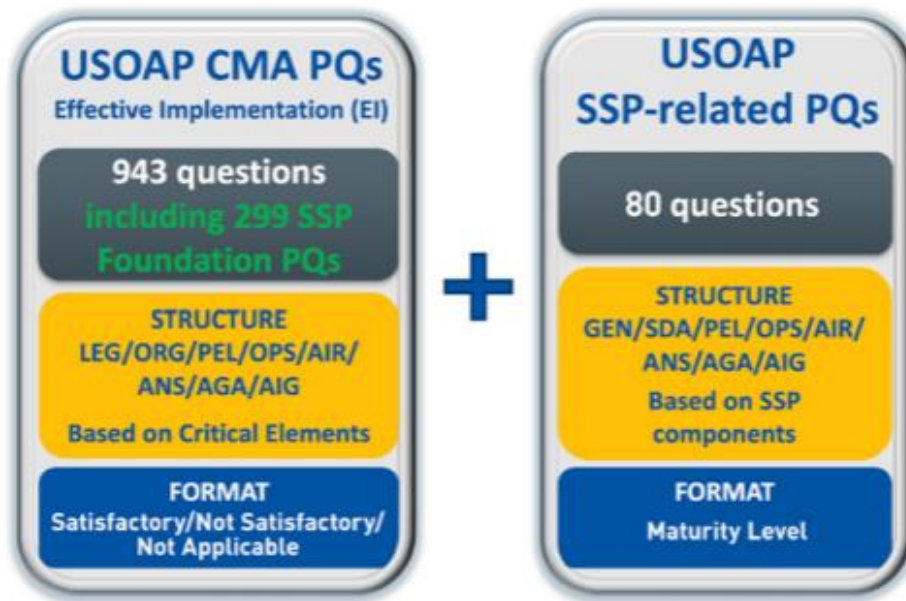 USOAP CMA PQs
Effective Implementation (EI)
943 questions
including 299 SSP
Foundation PQs
STRUCTURE
LEG/ORG/PEL/OPS/AIR/
ANS/AGA/AIG
Based on Critical Elements
FORMAT
Satisfactory/Not Satisfactory/
Not Applicable
+
USOAP
SSP-related PQs
80 questions
STRUCTURE
GEN/SDA/PEL/OPS/AIR/
ANS/AGA/AIG
Based on SSP
components
FORMAT
Maturity Level